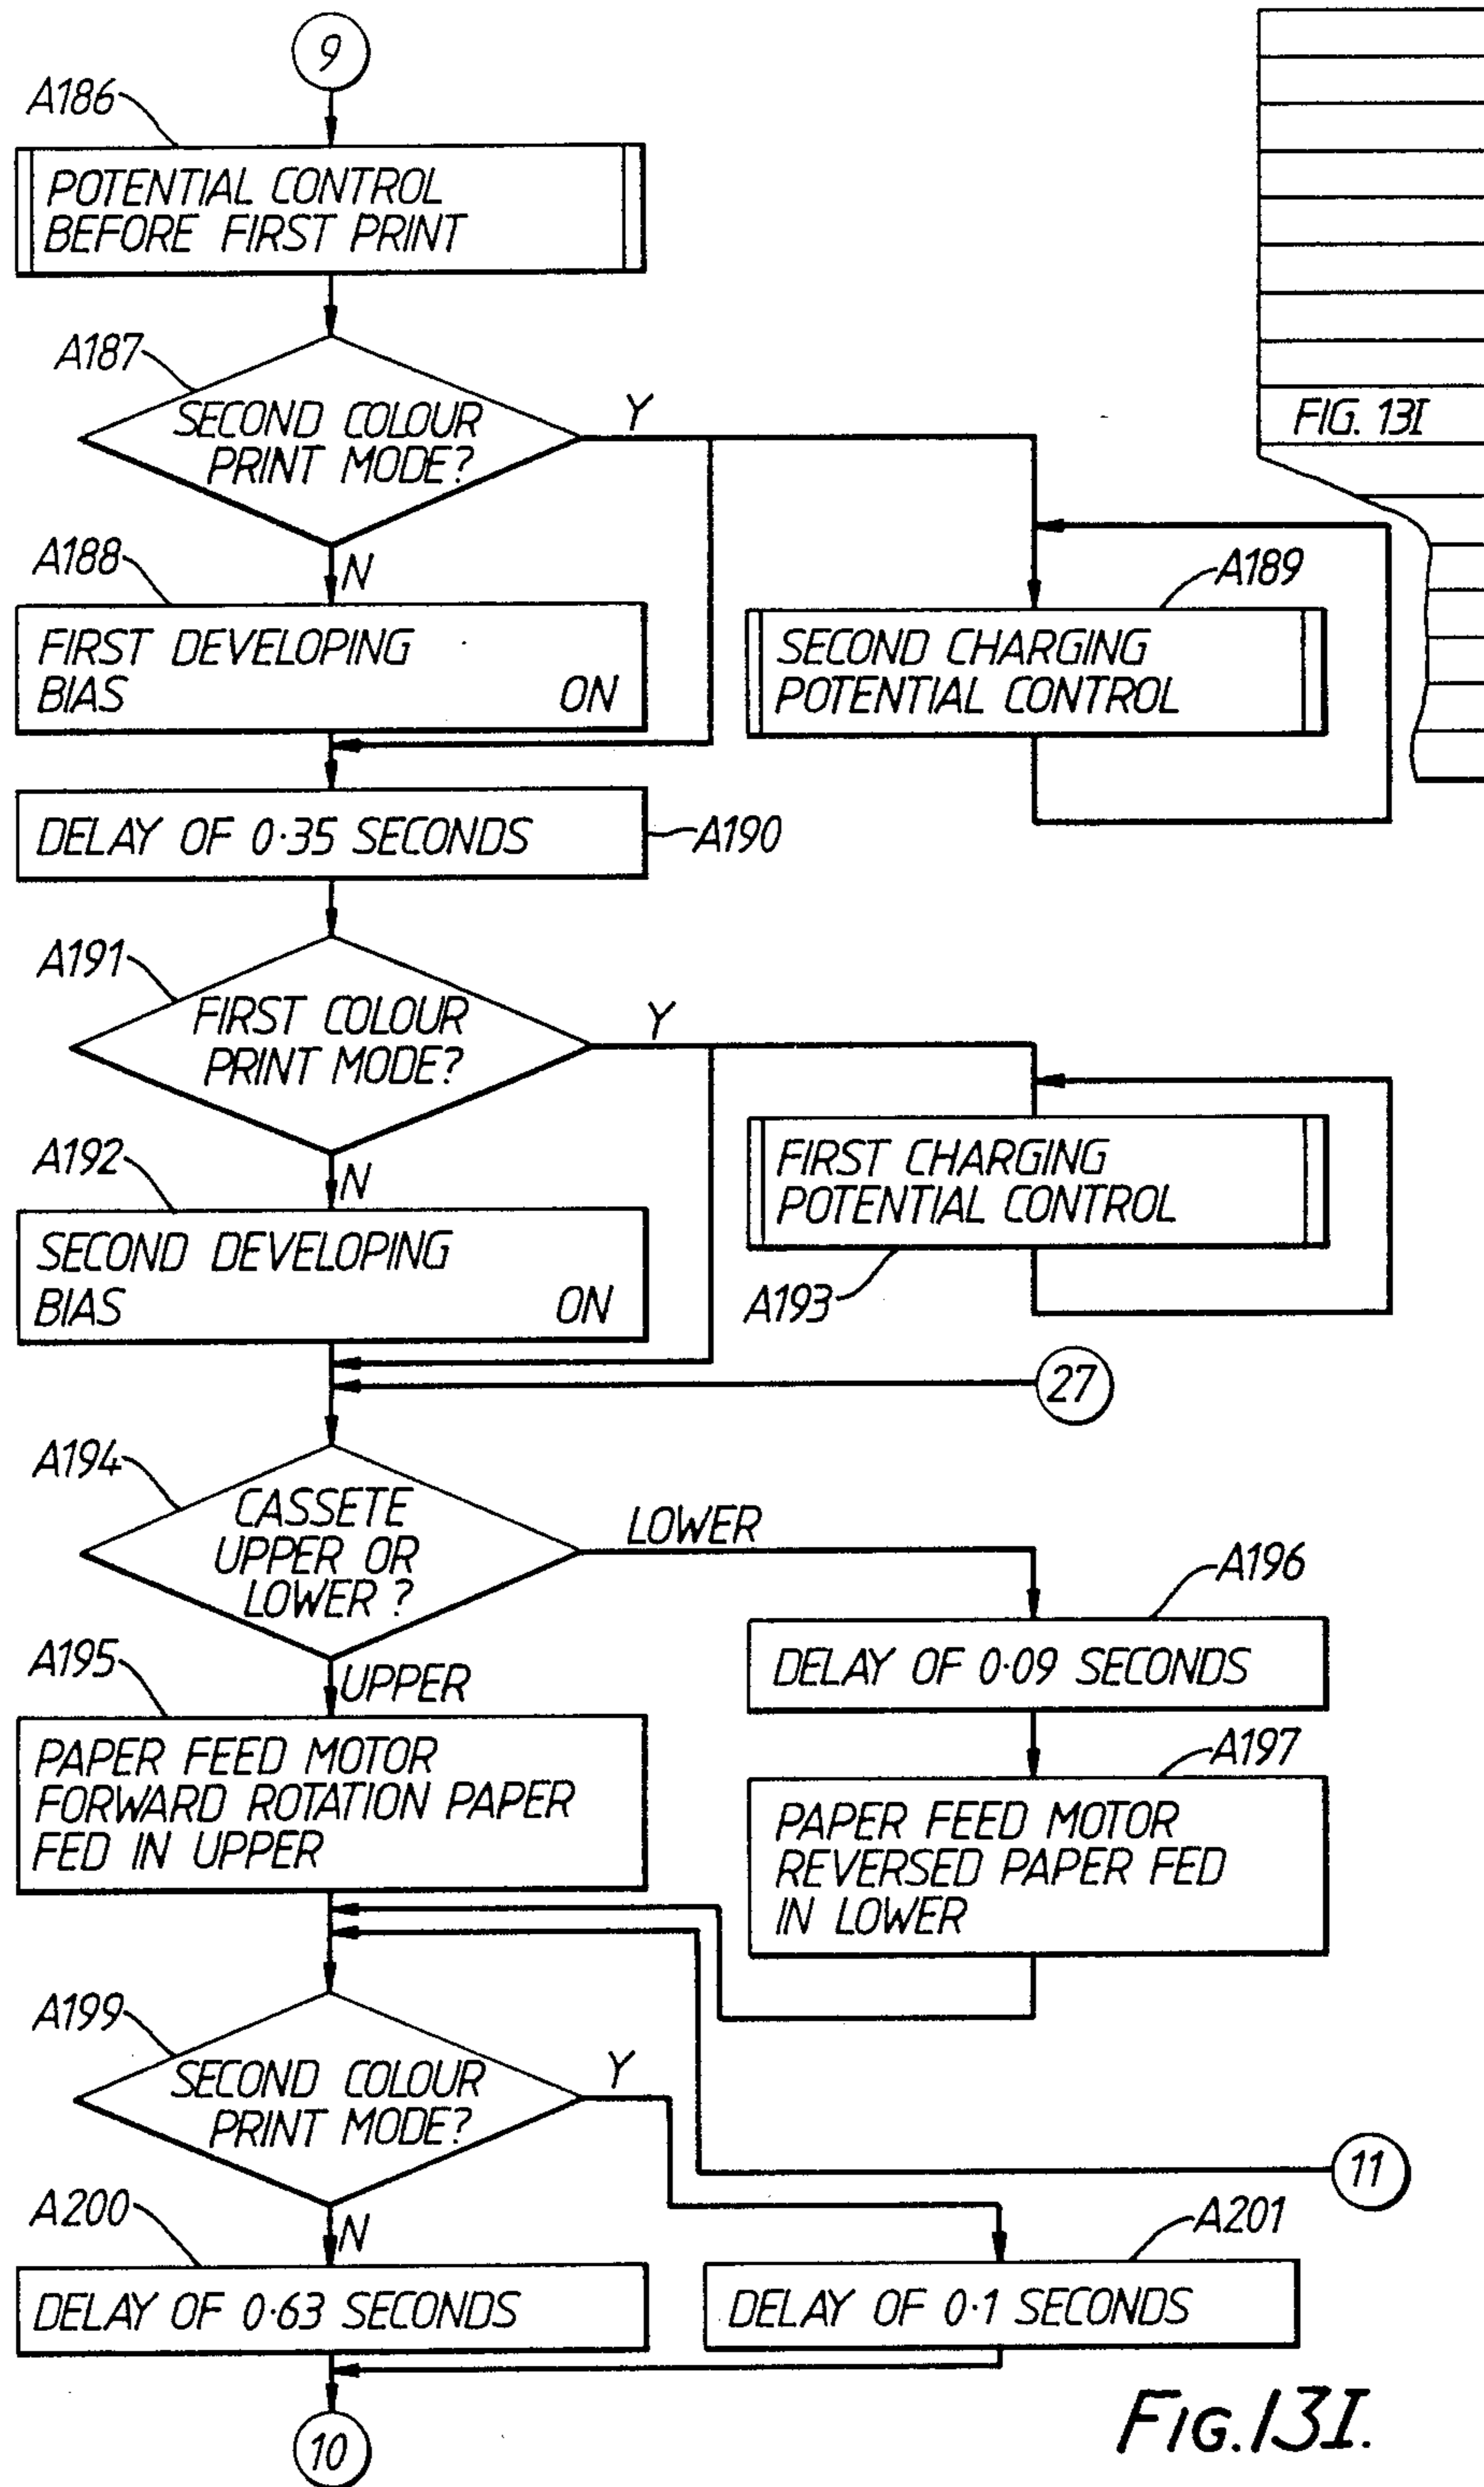 9
A186
POTENTIAL CONTROL
BEFORE FIRST PRINT
A187
SECOND COLOUR
PRINT MODE?
Y
N
FIG. 13I
A188
FIRST DEVELOPING
BIAS ON
A189
SECOND CHARGING
POTENTIAL CONTROL
DELAY OF 0·35 SECONDS
A190
A191
FIRST COLOUR
PRINT MODE?
Y
N
A192
SECOND DEVELOPING
BIAS ON
FIRST CHARGING
POTENTIAL CONTROL
A193
27
A194
CASSETE
UPPER OR
LOWER ?
LOWER
UPPER
A195
PAPER FEED MOTOR
FORWARD ROTATION PAPER
FED IN UPPER
A196
DELAY OF 0·09 SECONDS
A197
PAPER FEED MOTOR
REVERSED PAPER FED
IN LOWER
A199
SECOND COLOUR
PRINT MODE?
Y
N
11
A200
DELAY OF 0·63 SECONDS
A201
DELAY OF 0·1 SECONDS
10
FIG.13I.